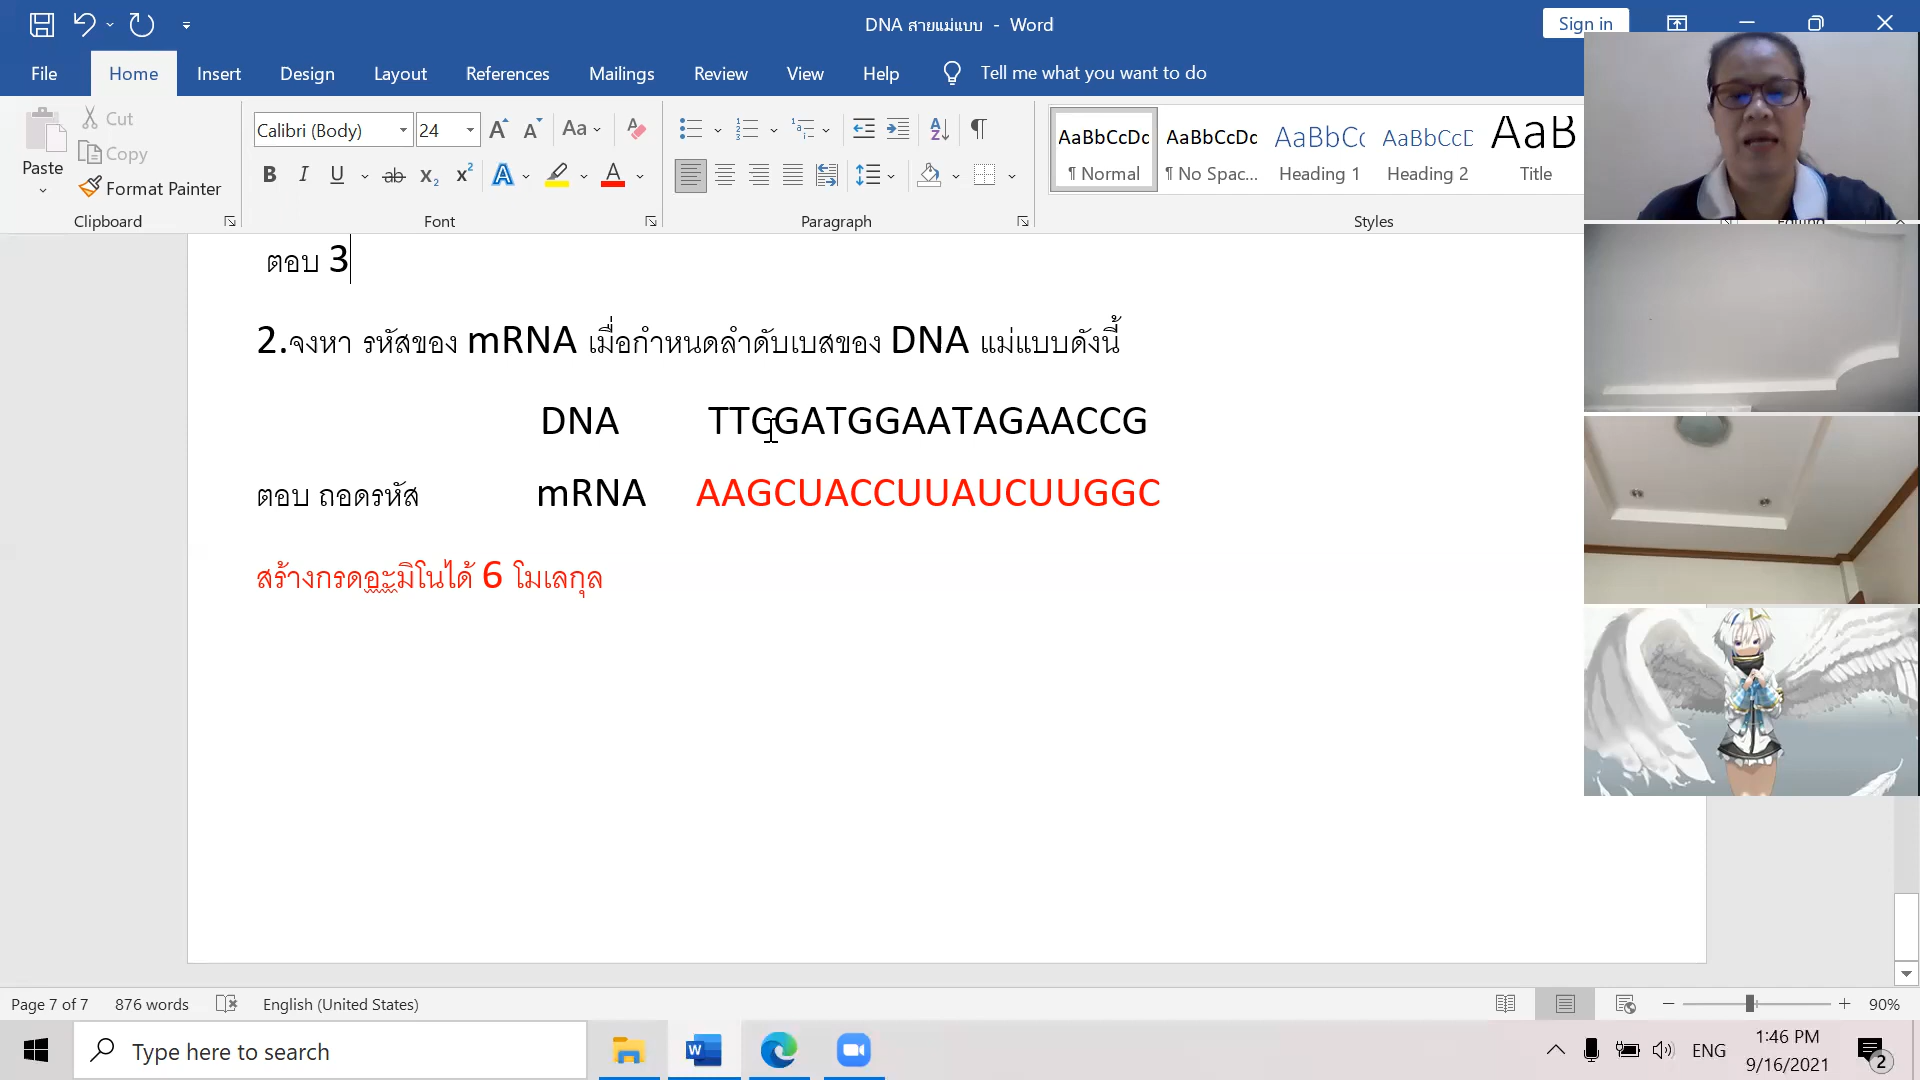 DNA สายแม่แบบ - Word
Sign in
File Home Insert Design Layout References Mailings Review View Help Tell me what you want to do
Paste
Cut
Copy
Format Painter
Clipboard
Calibri (Body) 24
Font
Paragraph
AaBbCcDc AaBbCcDc AaBbCc AaBbCcD AaB
¶ Normal ¶ No Spac... Heading 1 Heading 2 Title
Styles
ตอบ 3
2.จงหา รหัสของ mRNA เมื่อกำหนดลำดับเบสของ DNA แม่แบบดังนี้
DNA TTCGATGGAATAGAACCG
ตอบ ถอดรหัส mRNA AAGCUACCUUAUCUUGGC
สร้างกรดอะมิโนได้ 6 โมเลกุล
Page 7 of 7 876 words English (United States) 90%
Type here to search
ENG
1:46 PM
9/16/2021
2